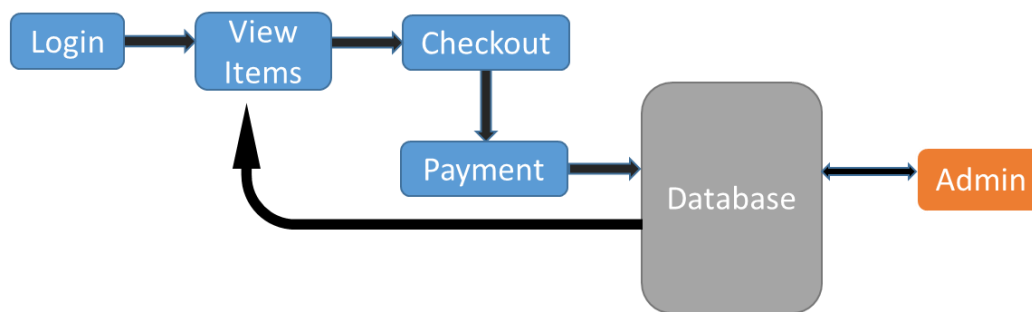 Login
View
Items
Checkout
Payment
Database
Admin